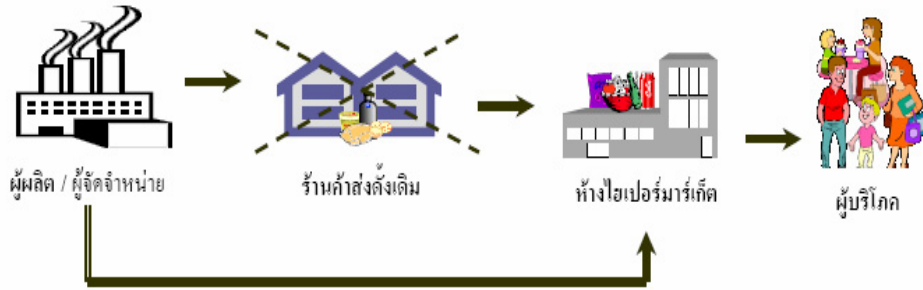 ผู้ผลิต / ผู้จัดจำหน่าย
ร้านค้าส่งดั้งเดิม
ห้างไฮเปอร์มาร์เก็ต
ผู้บริโภค